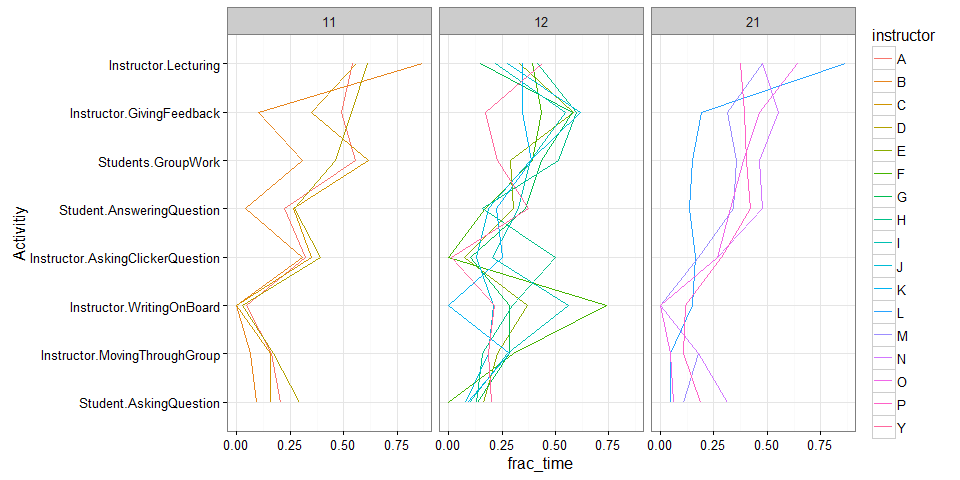 11 12 21
instructor
Instructor.Lecturing
Instructor.GivingFeedback
Students.GroupWork
Student.AnsweringQuestion
Instructor.AskingClickerQuestion
Instructor.WritingOnBoard
Instructor.MovingThroughGroup
Student.AskingQuestion
Activitiy
0.00 0.25 0.50 0.75 0.00 0.25 0.50 0.75 0.00 0.25 0.50 0.75
frac_time
A
B
C
D
E
F
G
H
I
J
K
L
M
N
O
P
Y